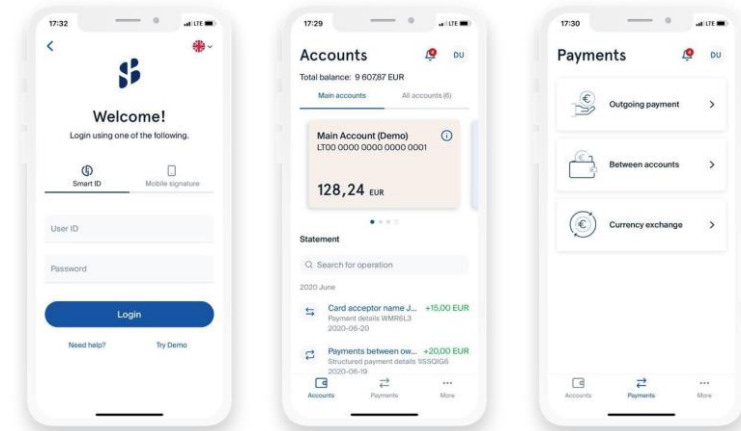 17:32
LTE
Welcome!
Login using one of the following.
Smart ID
Mobile signature
User ID
Password
Login
Need help?
Try Demo
17:29
LTE
Accounts
DU
Total balance: 9 607,87 EUR
Main accounts
All accounts (6)
Main Account (Demo)
LT00 0000 0000 0000 0001
128,24 EUR
Statement
Search for operation
2020 June
Card acceptor name J... +15,00 EUR
Payment details WMR6L3
2020-06-20
Payments between ow... +20,00 EUR
Structured payment details 1ISSQIG6
2020-06-19
Accounts
Payments
More
17:30
LTE
Payments
DU
Outgoing payment
Between accounts
Currency exchange
Accounts
Payments
More